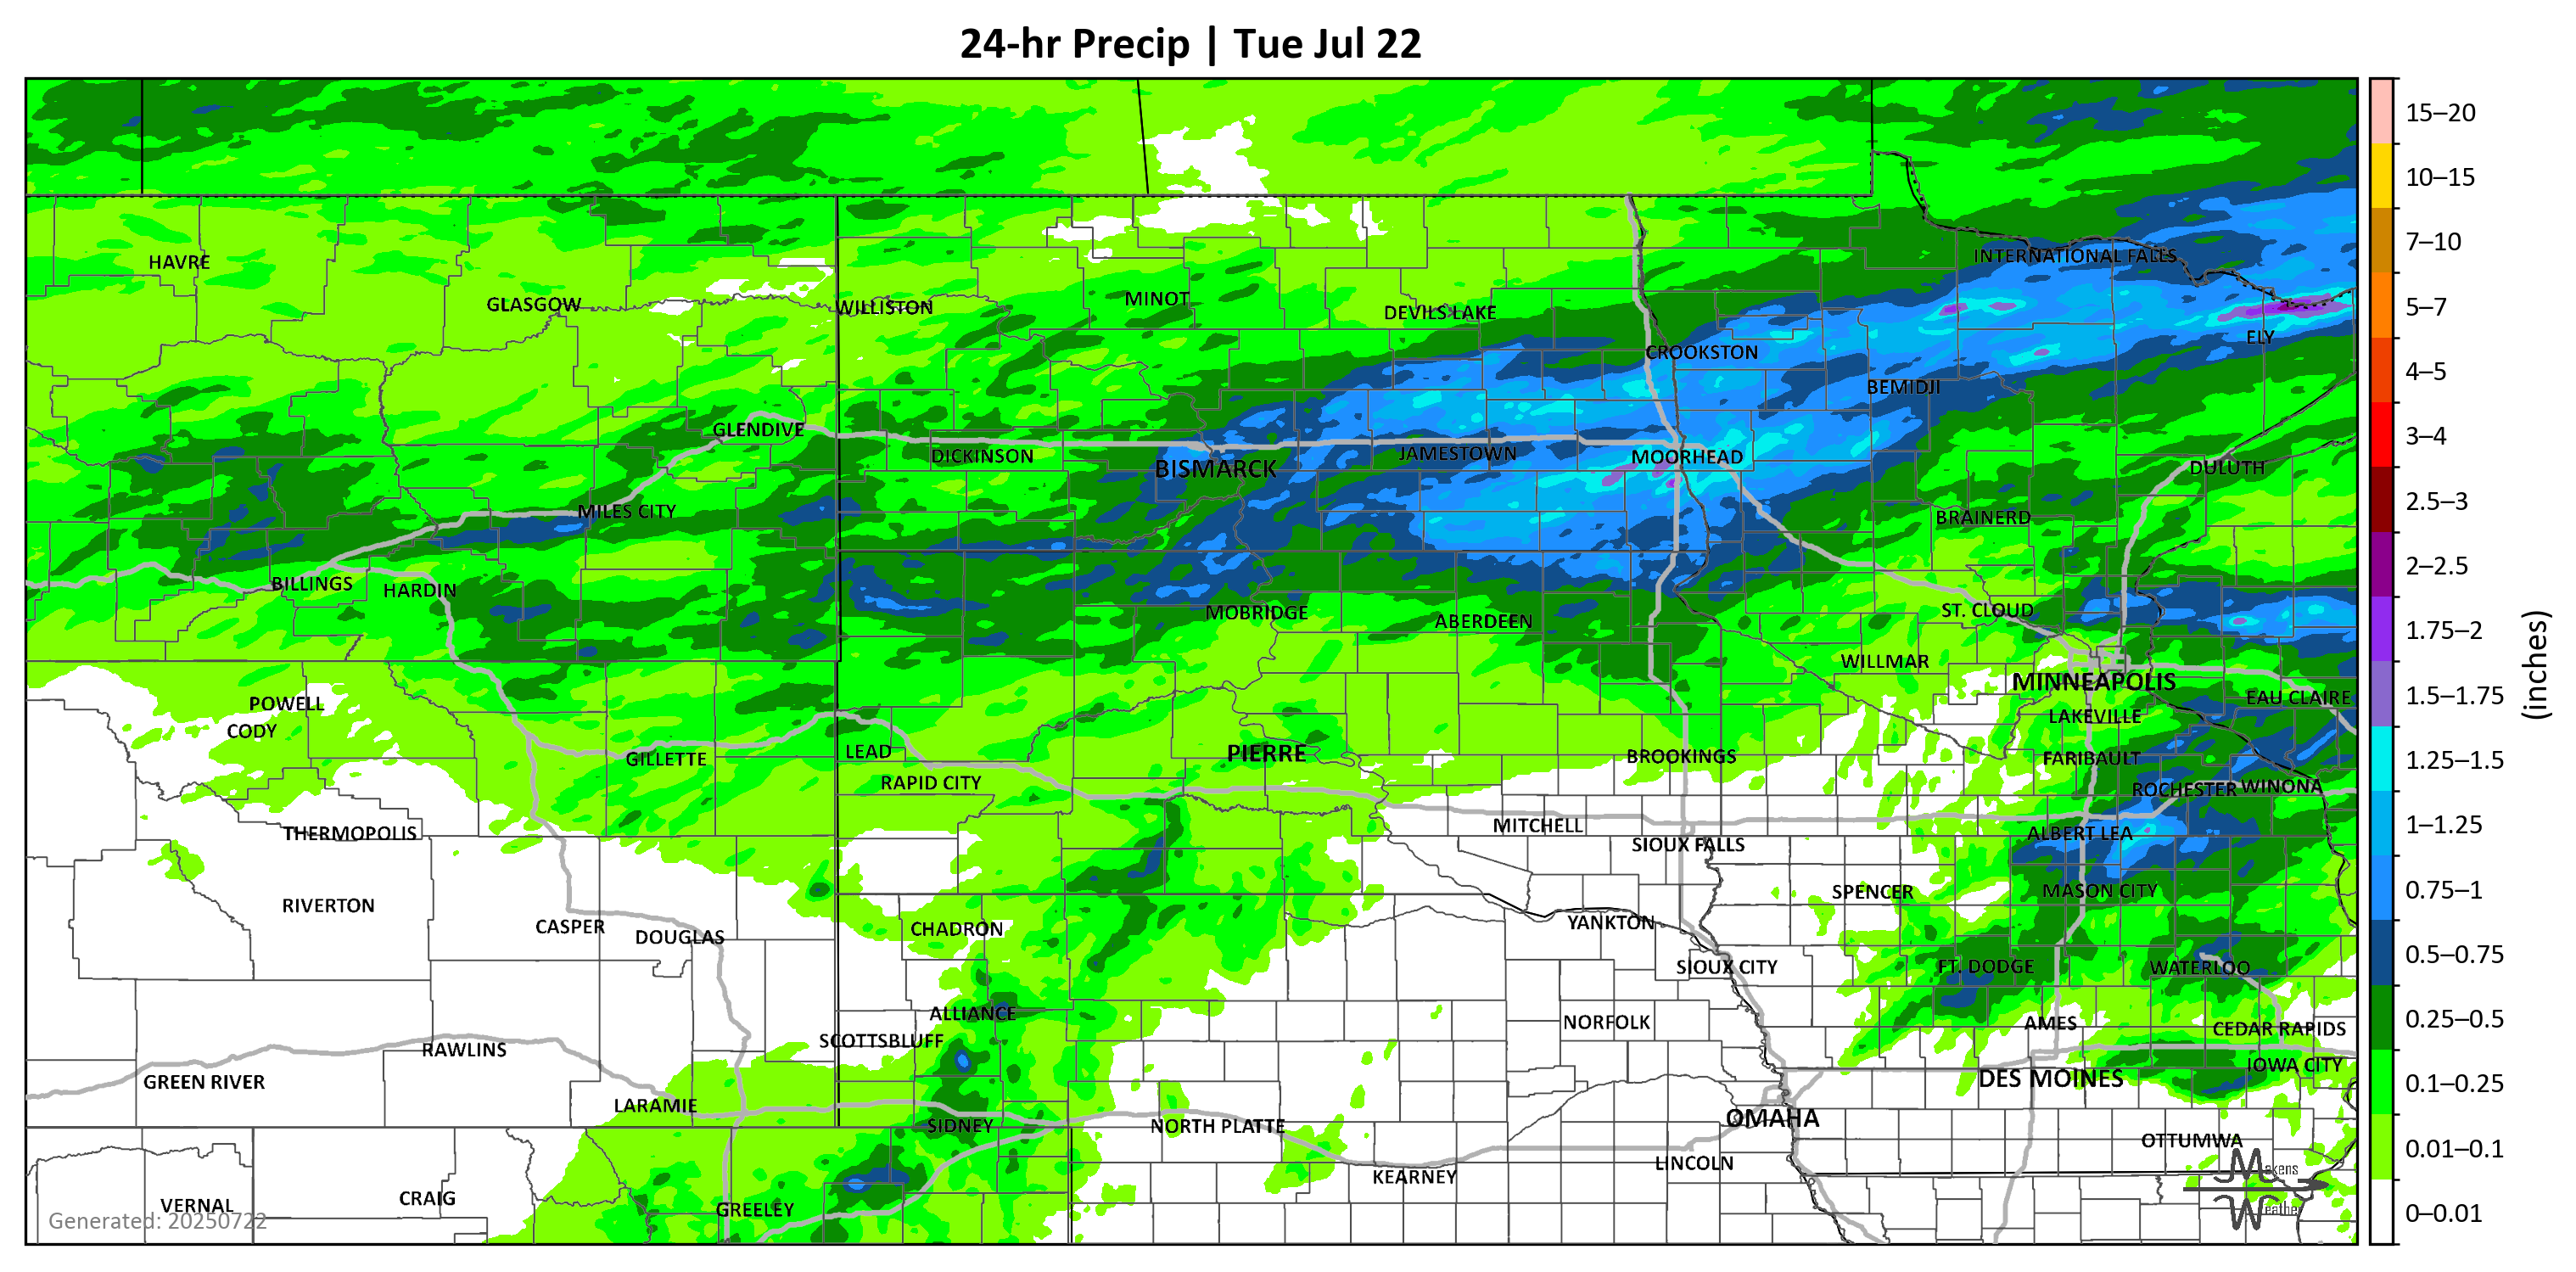 24-hr Precip | Tue Jul 22
15–20
10–15
7–10
5–7
4–5
3–4
2.5–3
2–2.5
1.75–2
1.5–1.75
1.25–1.5
1–1.25
0.75–1
0.5–0.75
0.25–0.5
0.1–0.25
0.01–0.1
0–0.01
(inches)
HAVRE
INTERNATIONAL FALLS
GLASGOW
WILLISTON
MINOT
DEVILS LAKE
ELY
CROOKSTON
BEMIDJI
GLENDIVE
DICKINSON
BISMARCK
JAMESTOWN
MOORHEAD
DULUTH
MILES CITY
BRAINERD
BILLINGS
HARDIN
MOBRIDGE
ABERDEEN
ST. CLOUD
WILLMAR
MINNEAPOLIS
EAU CLAIRE
POWELL
CODY
LAKEVILLE
GILLETTE
LEAD
PIERRE
BROOKINGS
FARIBAULT
RAPID CITY
ROCHESTER
WINONA
THERMOPOLIS
MITCHELL
SIOUX FALLS
ALBERT LEA
RIVERTON
SPENCER
MASON CITY
CASPER
DOUGLAS
CHADRON
YANKTON
SIOUX CITY
FT. DODGE
WATERLOO
ALLIANCE
SCOTTSBLUFF
NORFOLK
AMES
CEDAR RAPIDS
RAWLINS
GREEN RIVER
DES MOINES
IOWA CITY
LARAMIE
SIDNEY
NORTH PLATTE
OMAHA
OTTUMWA
KEARNEY
LINCOLN
VERNAL
CRAIG
GREELEY
Generated: 20250722
Makens
Weather